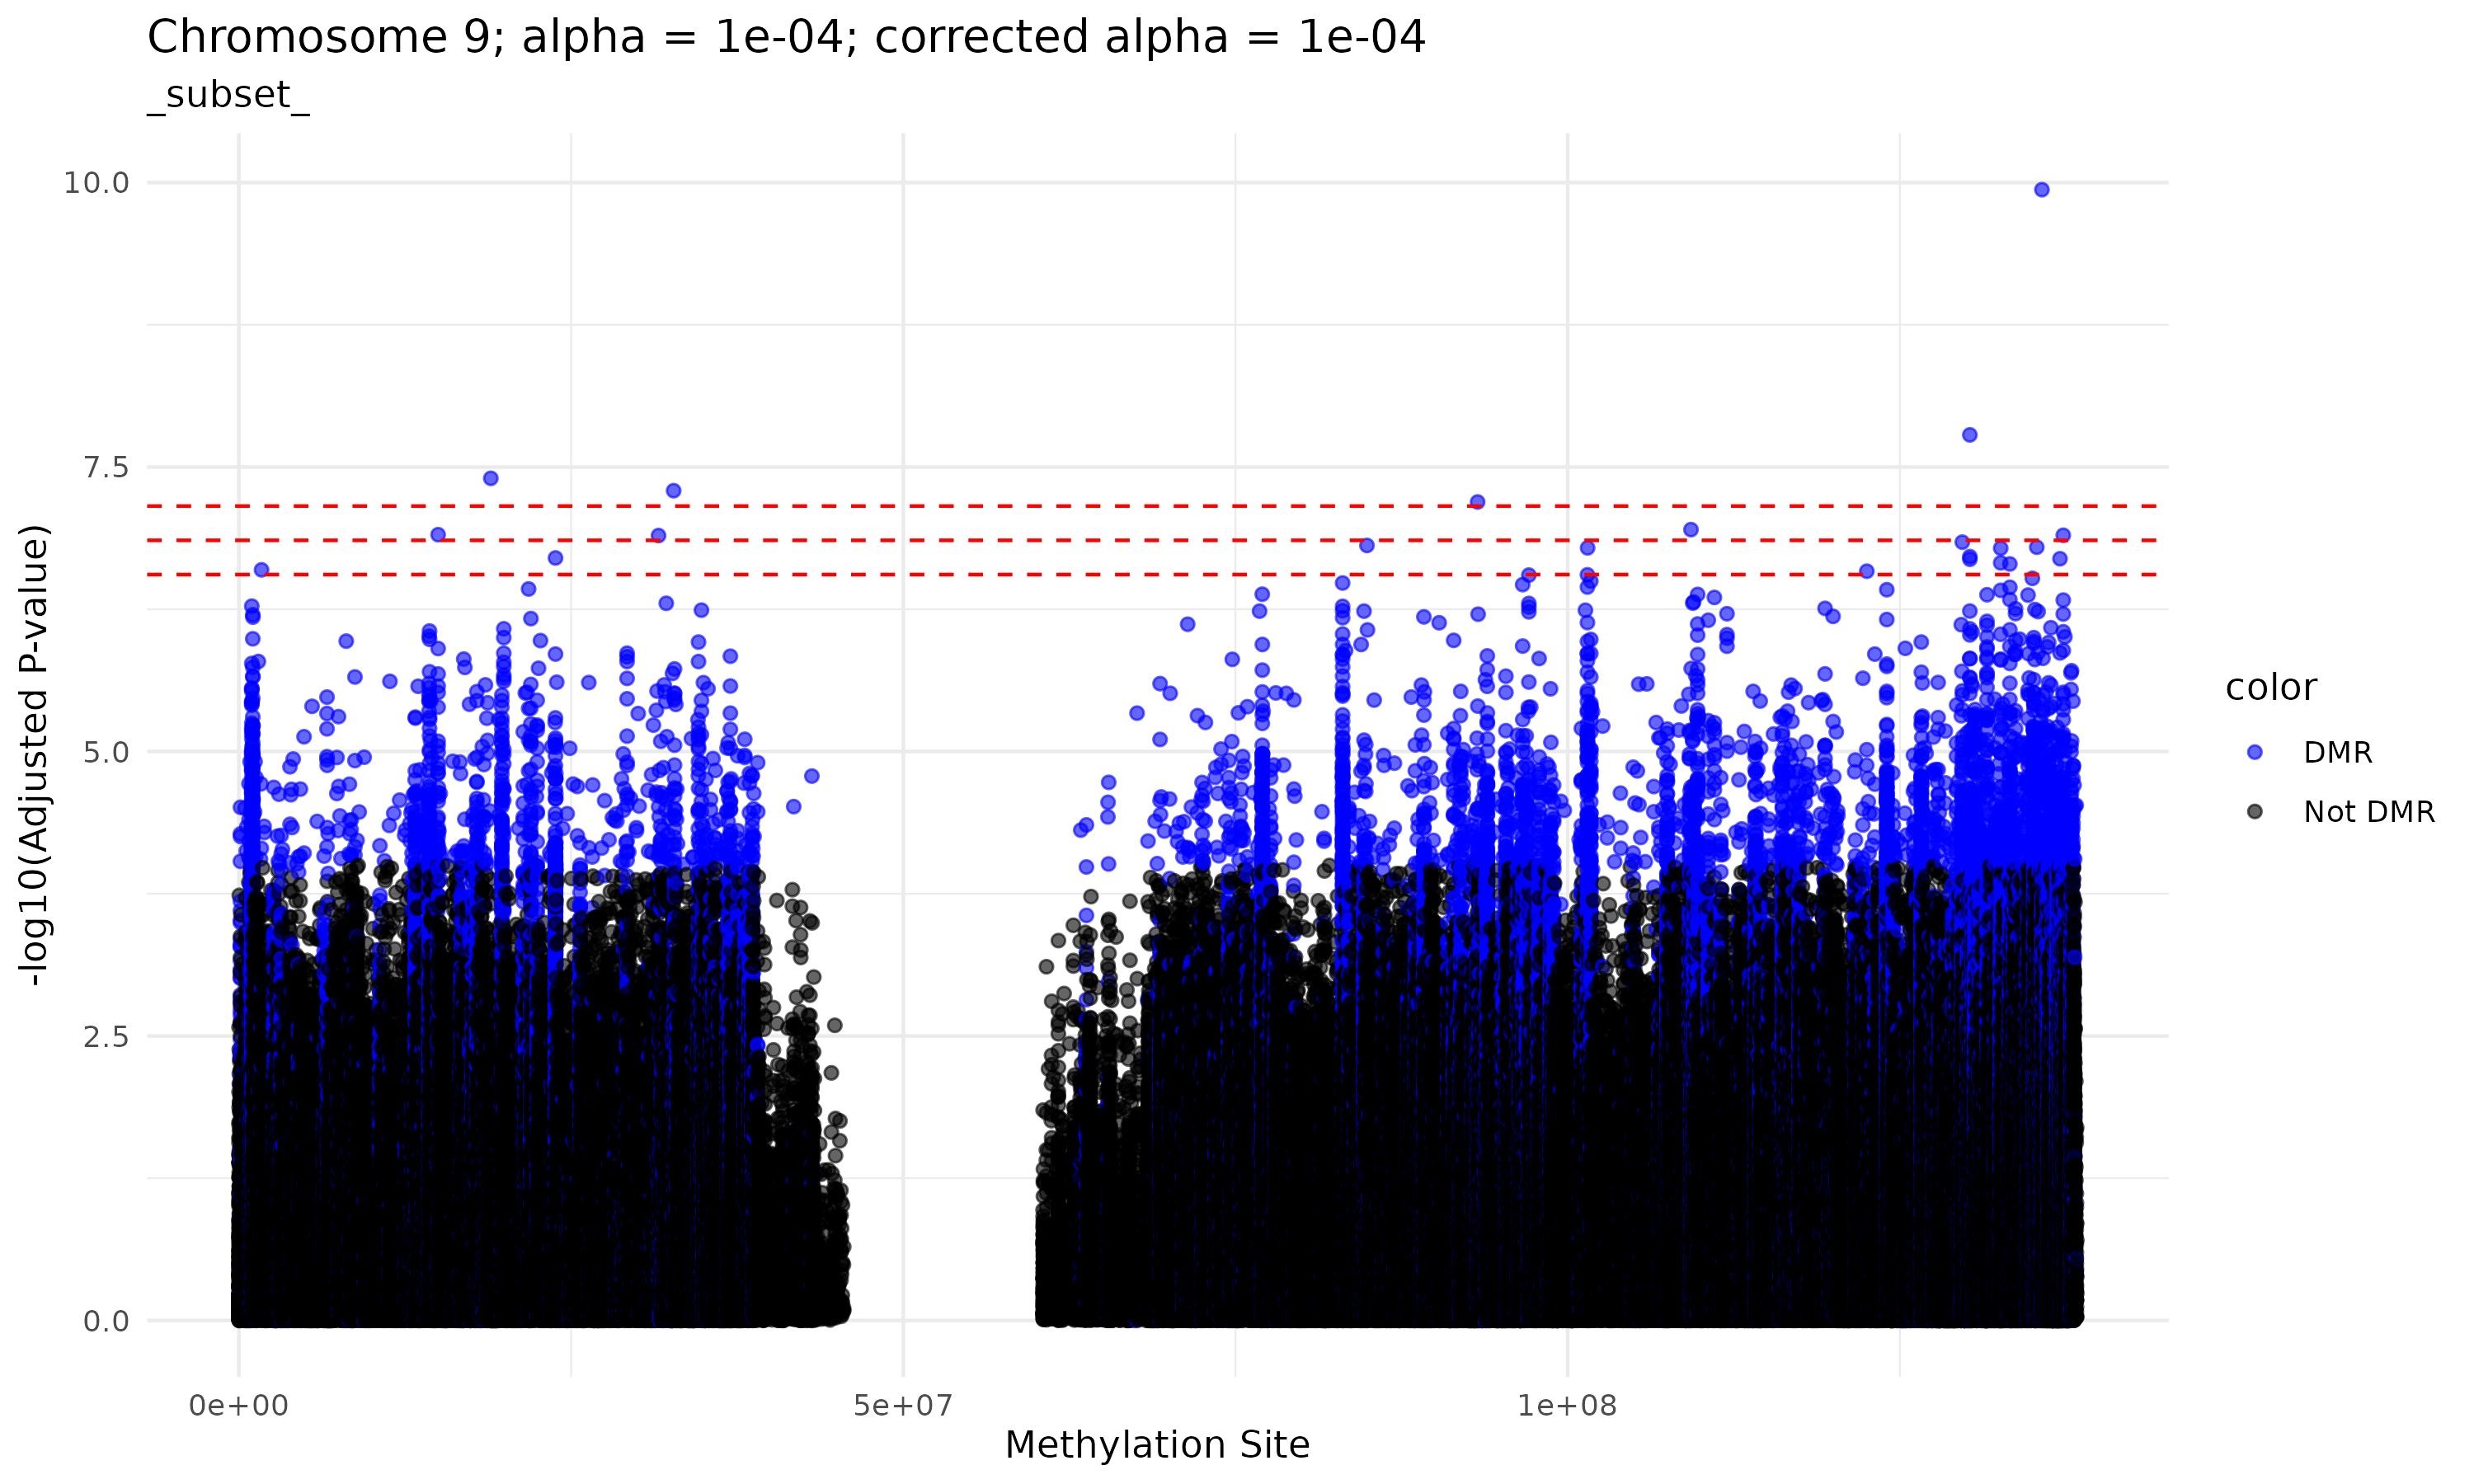 Chromosome 9; alpha = 1e-04; corrected alpha = 1e-04
_subset_
10.0
7.5
5.0
2.5
0.0
-log10(Adjusted P-value)
0e+00
5e+07
1e+08
Methylation Site
color
DMR
Not DMR